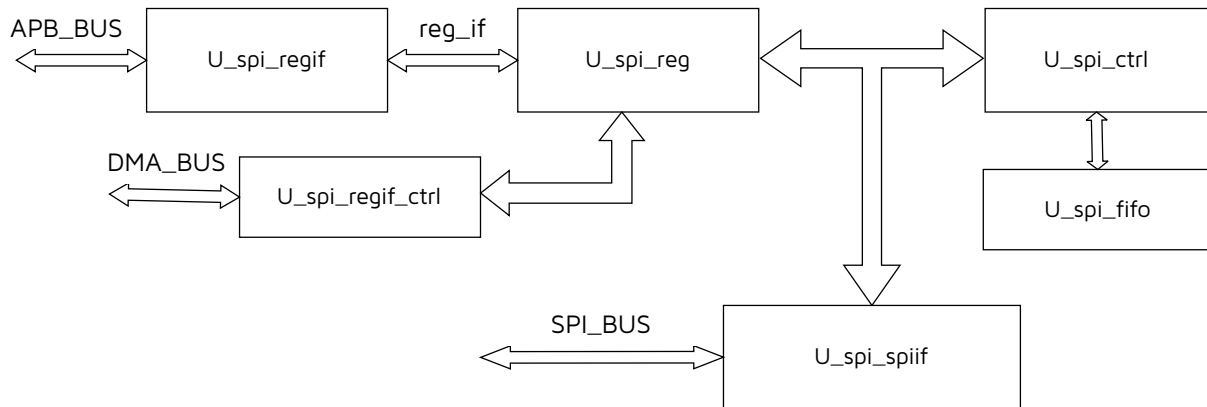 APB_BUS
reg_if
U_spi_regif
U_spi_reg
U_spi_ctrl
DMA_BUS
U_spi_regif_ctrl
U_spi_fifo
SPI_BUS
U_spi_spiif